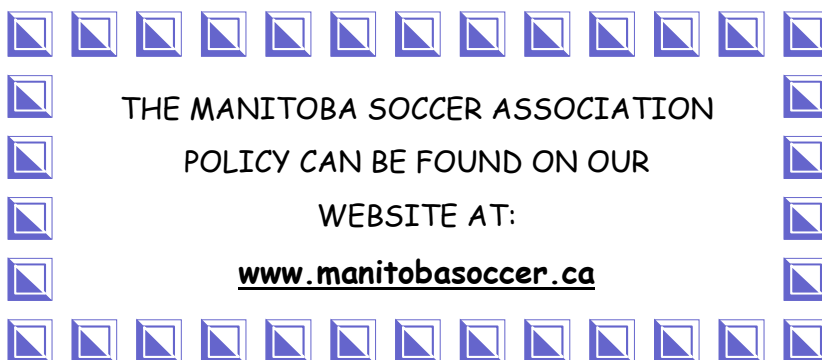 THE MANITOBA SOCCER ASSOCIATION
POLICY CAN BE FOUND ON OUR
WEBSITE AT:
www.manitobasoccer.ca